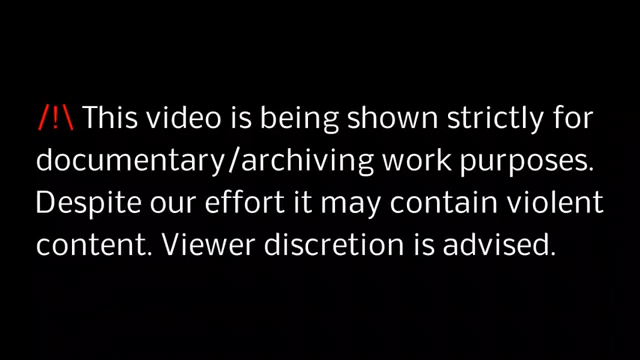 /!\ This video is being shown strictly for
documentary/archiving work purposes.
Despite our effort it may contain violent
content. Viewer discretion is advised.